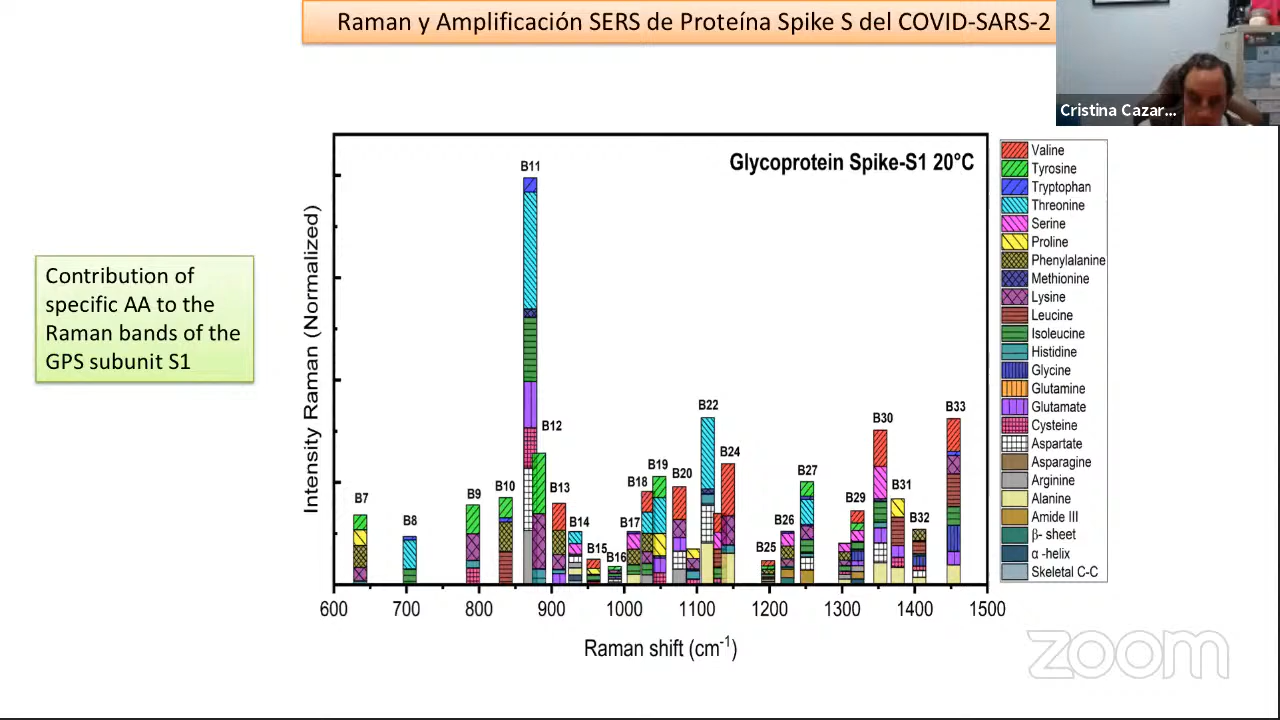 Raman y Amplificación SERS de Proteína Spike S del COVID-SARS-2
Cristina Cazar...
Contribution of
specific AA to the
Raman bands of the
GPS subunit S1
Intensity Raman (Normalized)
Glycoprotein Spike-S1 20°C
B7
B8
B9
B10
B11
B12
B13
B14
B15
B16
B17
B18
B19
B20
B22
B24
B25
B26
B27
B29
B30
B31
B32
B33
600 700 800 900 1000 1100 1200 1300 1400 1500
Raman shift (cm⁻¹)
Valine
Tyrosine
Tryptophan
Threonine
Serine
Proline
Phenylalanine
Methionine
Lysine
Leucine
Isoleucine
Histidine
Glycine
Glutamine
Glutamate
Cysteine
Aspartate
Asparagine
Arginine
Alanine
Amide III
β- sheet
α -helix
Skeletal C-C
zoom